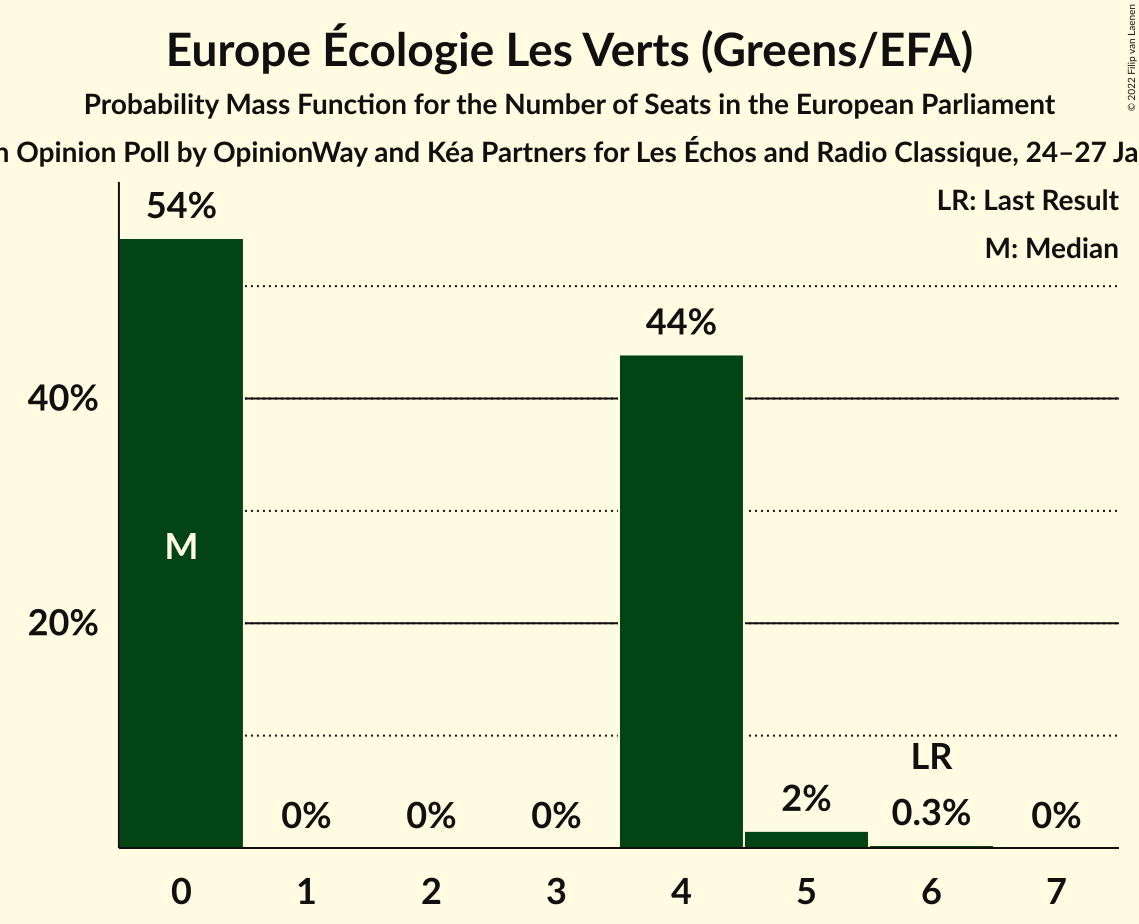 Europe Écologie Les Verts (Greens/EFA)
Probability Mass Function for the Number of Seats in the European Parliament
Opinion Poll by OpinionWay and Kéa Partners for Les Échos and Radio Classique, 24–27
© 2022 Filip van Laenen
LR: Last Result
M: Median
54%
44%
40%
M
20%
LR
0% 0% 0% 2% 0.3% 0%
0 1 2 3 4 5 6 7